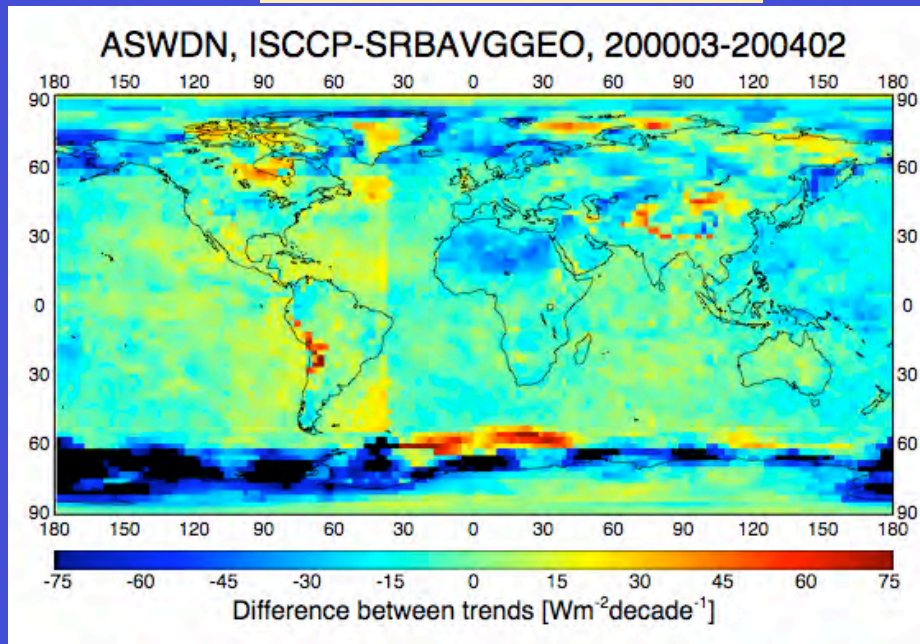 ASWDN, ISCCP-SRBAVGGEO, 200003-200402
180 150 120 90 60 30 0 30 60 90 120 150 180
90 90
60 60
30 30
0 0
30 30
60 60
90 90
180 150 120 90 60 30 0 30 60 90 120 150 180
-75 -60 -45 -30 -15 0 15 30 45 60 75
Difference between trends [Wm⁻²decade⁻¹]